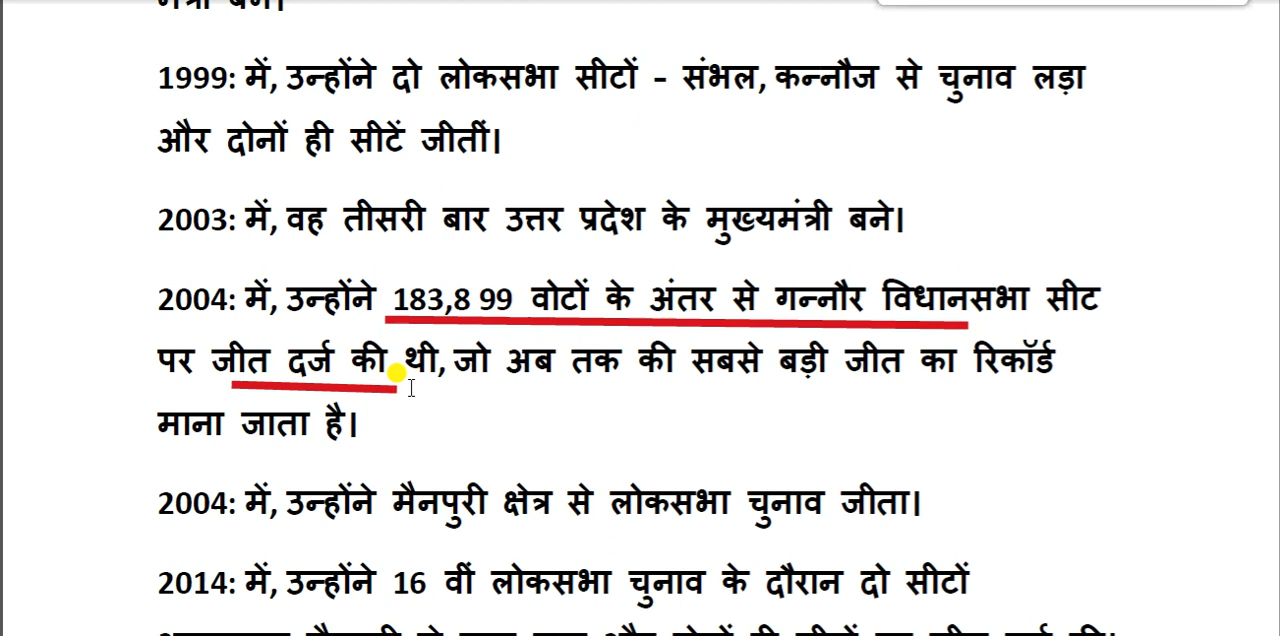 1999: में, उन्होंने दो लोकसभा सीटों – संभल, कन्नौज से चुनाव लड़ा
और दोनों ही सीटें जीतीं।
2003: में, वह तीसरी बार उत्तर प्रदेश के मुख्यमंत्री बने।
2004: में, उन्होंने 183,8 99 वोटों के अंतर से गन्नौर विधानसभा सीट
पर जीत दर्ज की थी, जो अब तक की सबसे बड़ी जीत का रिकॉर्ड
माना जाता है।
2004: में, उन्होंने मैनपुरी क्षेत्र से लोकसभा चुनाव जीता।
2014: में, उन्होंने 16 वीं लोकसभा चुनाव के दौरान दो सीटों